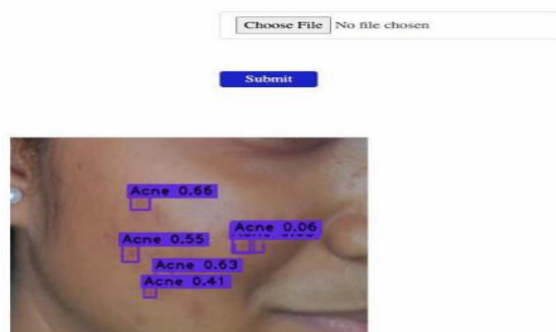 Choose File No file chosen
Submit
Acne 0.66
Acne 0.06
Acne 0.55
Acne 0.63
Acne 0.41